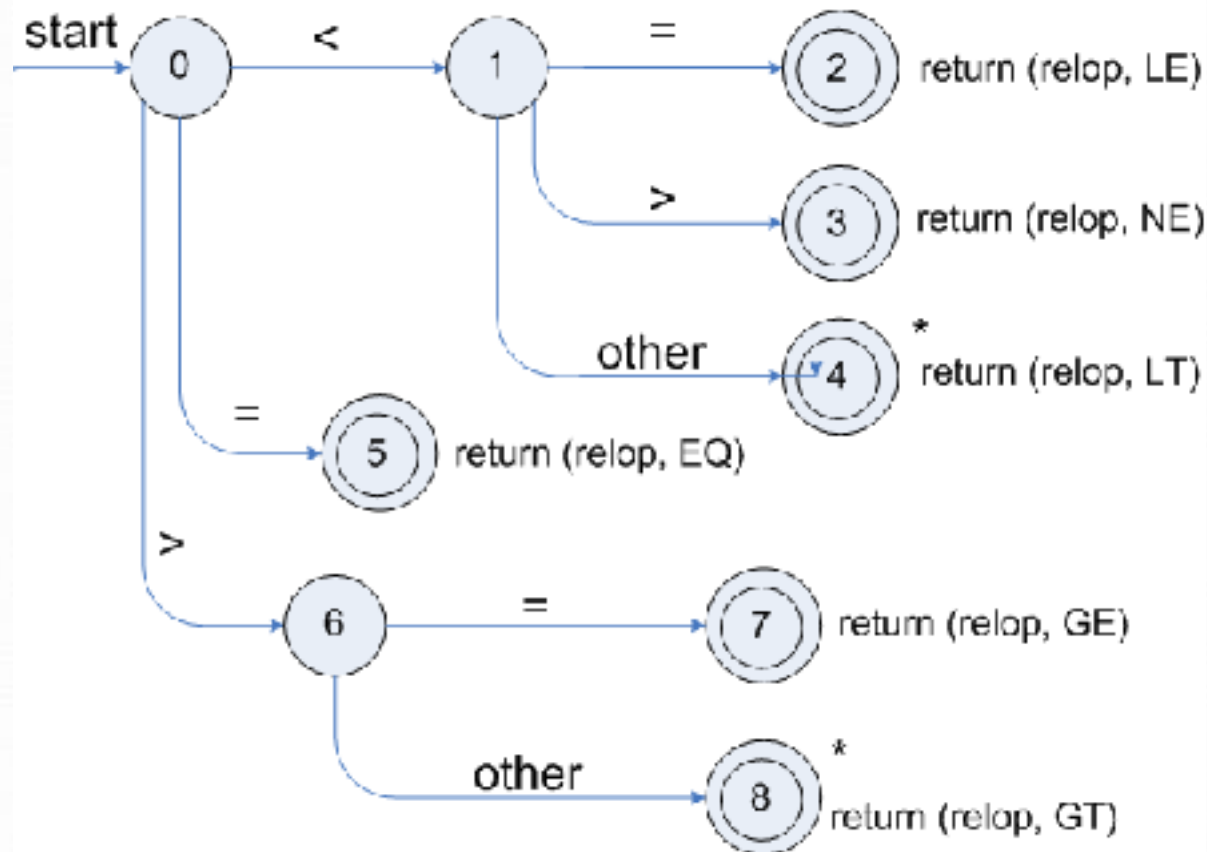 start
0
<
1
=
2
return (relop, LE)
>
3
return (relop, NE)
other
4
*
return (relop, LT)
=
5
return (relop, EQ)
>
6
=
7
return (relop, GE)
other
8
*
return (relop, GT)